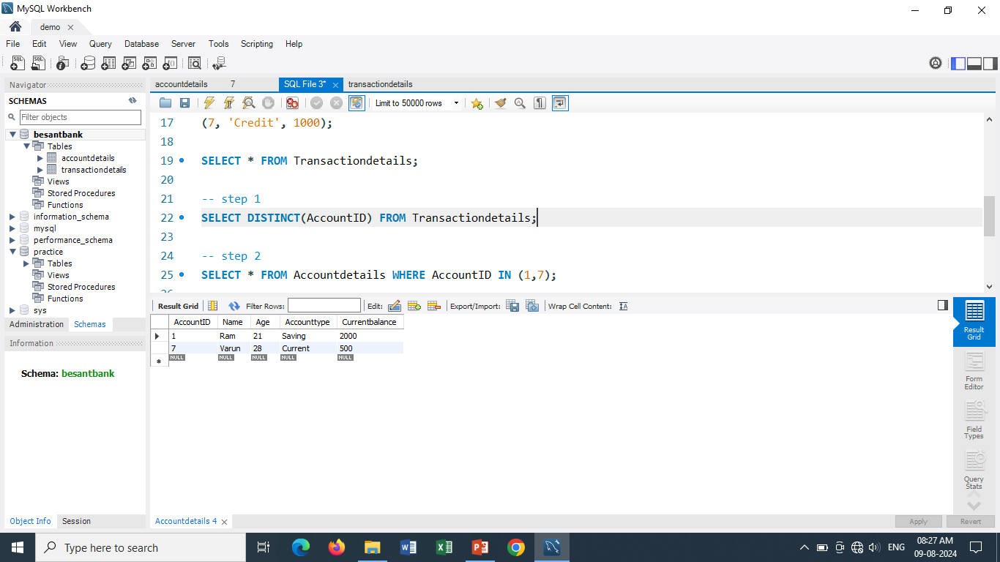 MySQL Workbench
demo
File Edit View Query Database Server Tools Scripting Help
Navigator
SCHEMAS
Filter objects
besantbank
Tables
accountdetails
transactiondetails
Views
Stored Procedures
Functions
information_schema
mysql
performance_schema
practice
Tables
Views
Stored Procedures
Functions
sys
Administration Schemas
Information
Schema: besantbank
Object Info Session
accountdetails 7 SQL File 3* transactiondetails
Limit to 50000 rows
17 (7, 'Credit', 1000);
18
19 SELECT * FROM Transactiondetails;
20
21 -- step 1
22 SELECT DISTINCT(AccountID) FROM Transactiondetails;
23
24 -- step 2
25 SELECT * FROM Accountdetails WHERE AccountID IN (1,7);
Result Grid Filter Rows: Edit: Export/Import: Wrap Cell Content:
AccountID Name Age Accounttype Currentbalance
1 Ram 21 Saving 2000
7 Varun 28 Current 500
NULL NULL NULL NULL NULL
Result
Grid
Form
Editor
Field
Types
Query
Stats
Accountdetails 4
Apply Revert
Type here to search
ENG
08:27 AM
09-08-2024